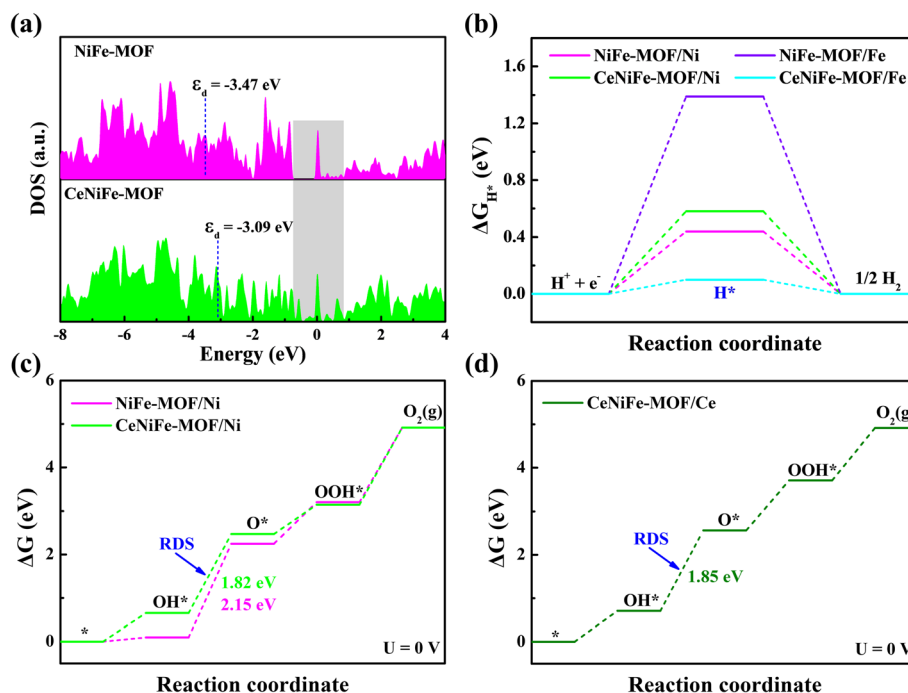 (a)
NiFe-MOF
εd = -3.47 eV
CeNiFe-MOF
εd = -3.09 eV
DOS (a.u.)
-8 -6 -4 -2 0 2 4
Energy (eV)
(b)
NiFe-MOF/Ni NiFe-MOF/Fe
CeNiFe-MOF/Ni CeNiFe-MOF/Fe
1.6
1.2
0.8
0.4
0.0
ΔG_H* (eV)
H⁺ + e⁻
H*
1/2 H₂
Reaction coordinate
(c)
NiFe-MOF/Ni
CeNiFe-MOF/Ni
6
4
2
0
ΔG (eV)
O₂(g)
OOH*
O*
RDS
1.82 eV
2.15 eV
OH*
*
U = 0 V
Reaction coordinate
(d)
CeNiFe-MOF/Ce
6
4
2
0
ΔG (eV)
O₂(g)
OOH*
O*
RDS
1.85 eV
OH*
*
U = 0 V
Reaction coordinate